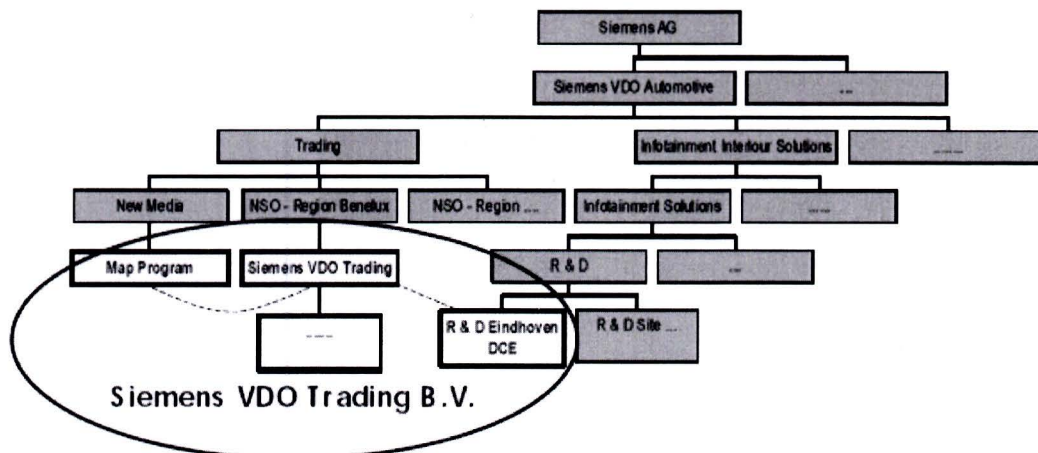 Siemens AG
Siemens VDO Automotive
...
Trading
Infotainment Interiour Solutions
.....
New Media
NSO - Region Benelux
NSO - Region ....
Infotainment Solutions
.....
Map Program
Siemens VDO Trading
R & D
...
....
R & D Eindhoven
DCE
R & D Site ...
Siemens VDO Trading B.V.